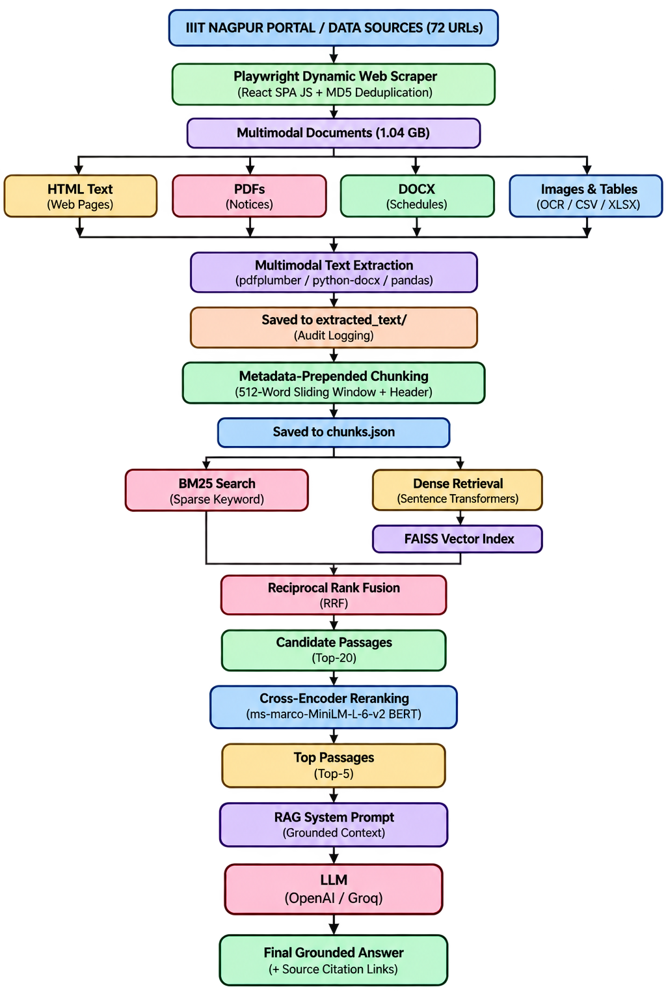 IIIT NAGPUR PORTAL / DATA SOURCES (72 URLs)
Playwright Dynamic Web Scraper
(React SPA JS + MD5 Deduplication)
Multimodal Documents (1.04 GB)
HTML Text
(Web Pages)
PDFs
(Notices)
DOCX
(Schedules)
Images & Tables
(OCR / CSV / XLSX)
Multimodal Text Extraction
(pdfplumber / python-docx / pandas)
Saved to extracted_text/
(Audit Logging)
Metadata-Prepended Chunking
(512-Word Sliding Window + Header)
Saved to chunks.json
BM25 Search
(Sparse Keyword)
Dense Retrieval
(Sentence Transformers)
FAISS Vector Index
Reciprocal Rank Fusion
(RRF)
Candidate Passages
(Top-20)
Cross-Encoder Reranking
(ms-marco-MiniLM-L-6-v2 BERT)
Top Passages
(Top-5)
RAG System Prompt
(Grounded Context)
LLM
(OpenAI / Groq)
Final Grounded Answer
(+ Source Citation Links)